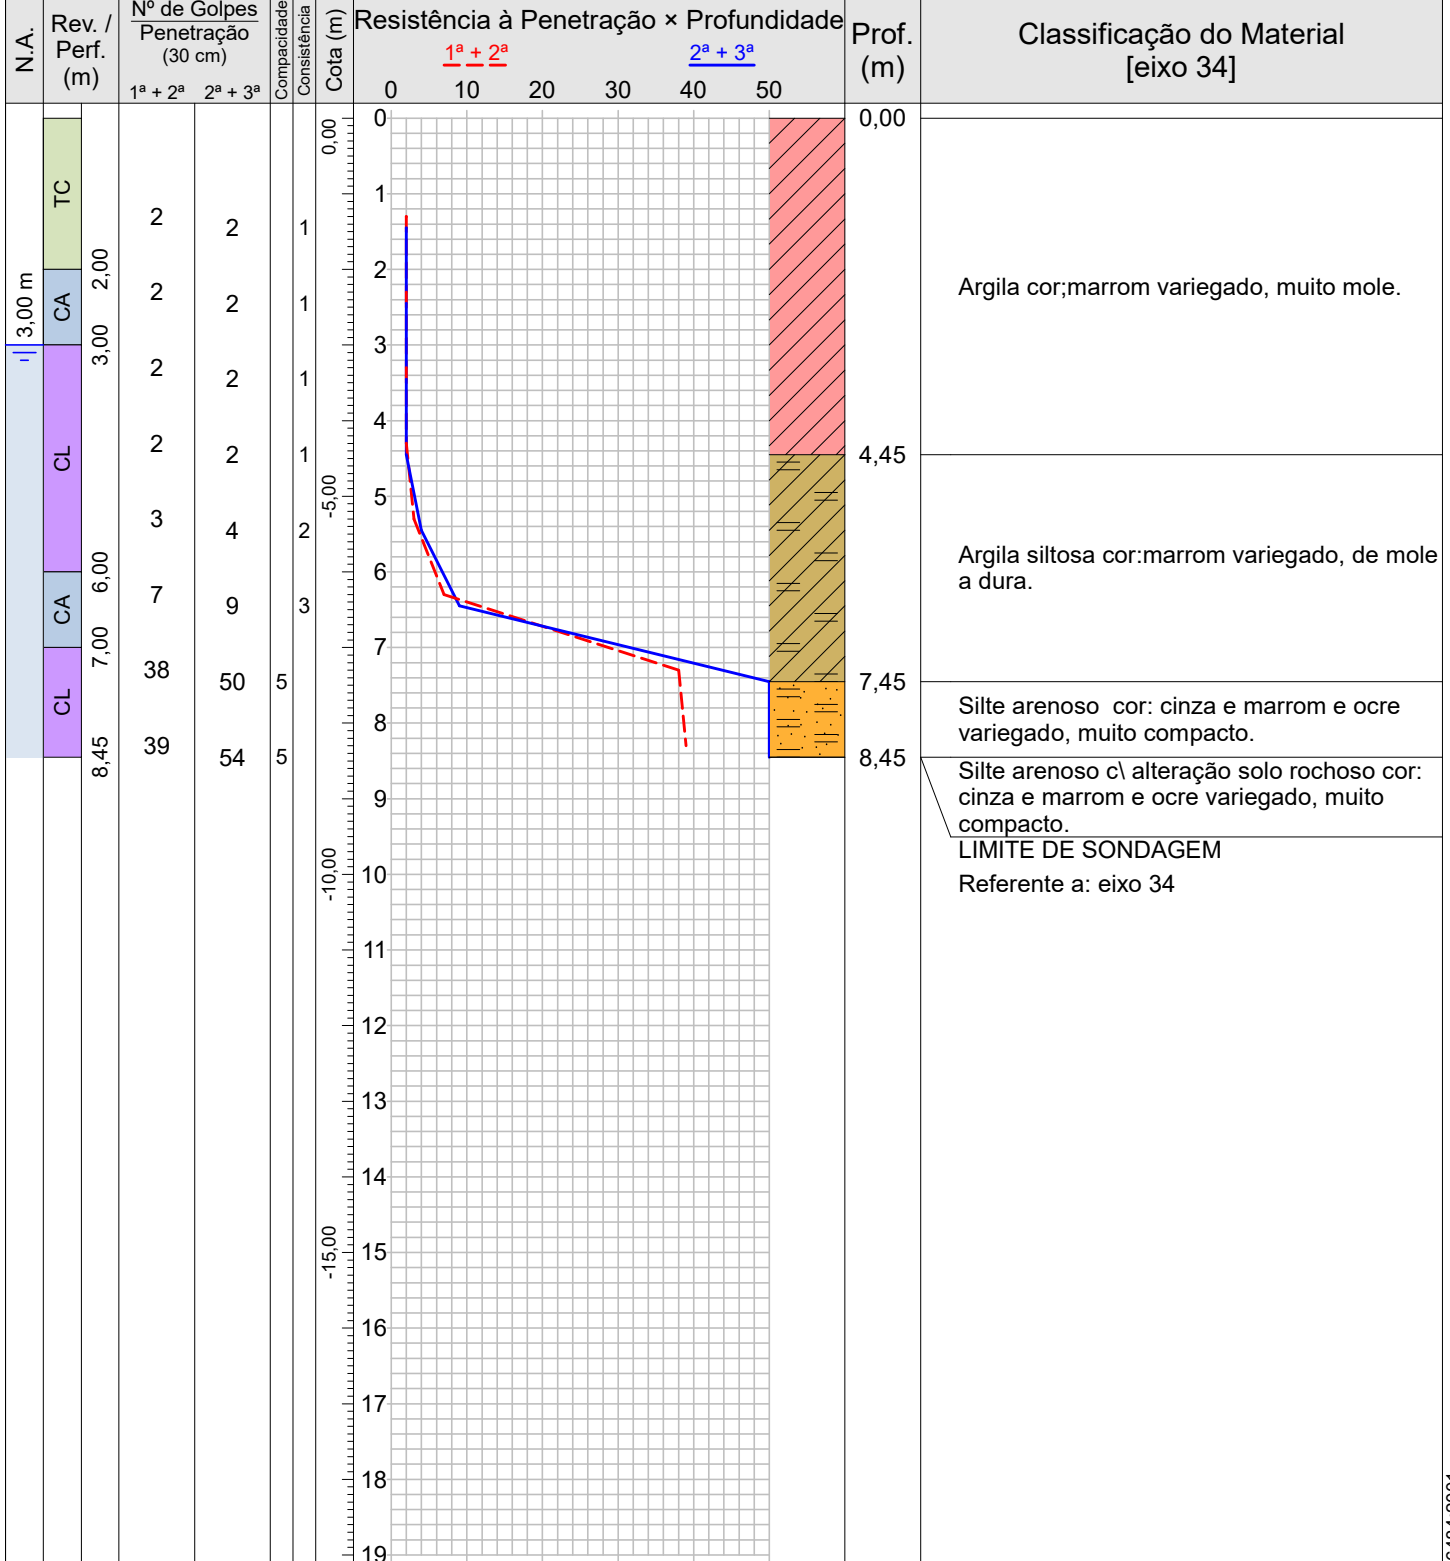 N.A.
Rev. /
Perf.
(m)
Nº de Golpes
Penetração
(30 cm)
1ª + 2ª 2ª + 3ª
Compacidade
Consistência
Cota (m)
Resistência à Penetração × Profundidade
1ª + 2ª 2ª + 3ª
0 10 20 30 40 50
Prof.
(m)
Classificação do Material
[eixo 34]
3,00 m
TC
CA
CL
CA
CL
2,00
3,00
6,00
7,00
8,45
2 2 1
2 2 1
2 2 1
2 2 1
3 4 2
7 9 3
38 50 5
39 54 5
0,00
-5,00
-10,00
-15,00
0
1
2
3
4
5
6
7
8
9
10
11
12
13
14
15
16
17
18
19
0,00
4,45
7,45
8,45
Argila cor;marrom variegado, muito mole.
Argila siltosa cor:marrom variegado, de mole
a dura.
Silte arenoso  cor: cinza e marrom e ocre
variegado, muito compacto.
Silte arenoso c\ alteração solo rochoso cor:
cinza e marrom e ocre variegado, muito
compacto.
LIMITE DE SONDAGEM
Referente a: eixo 34